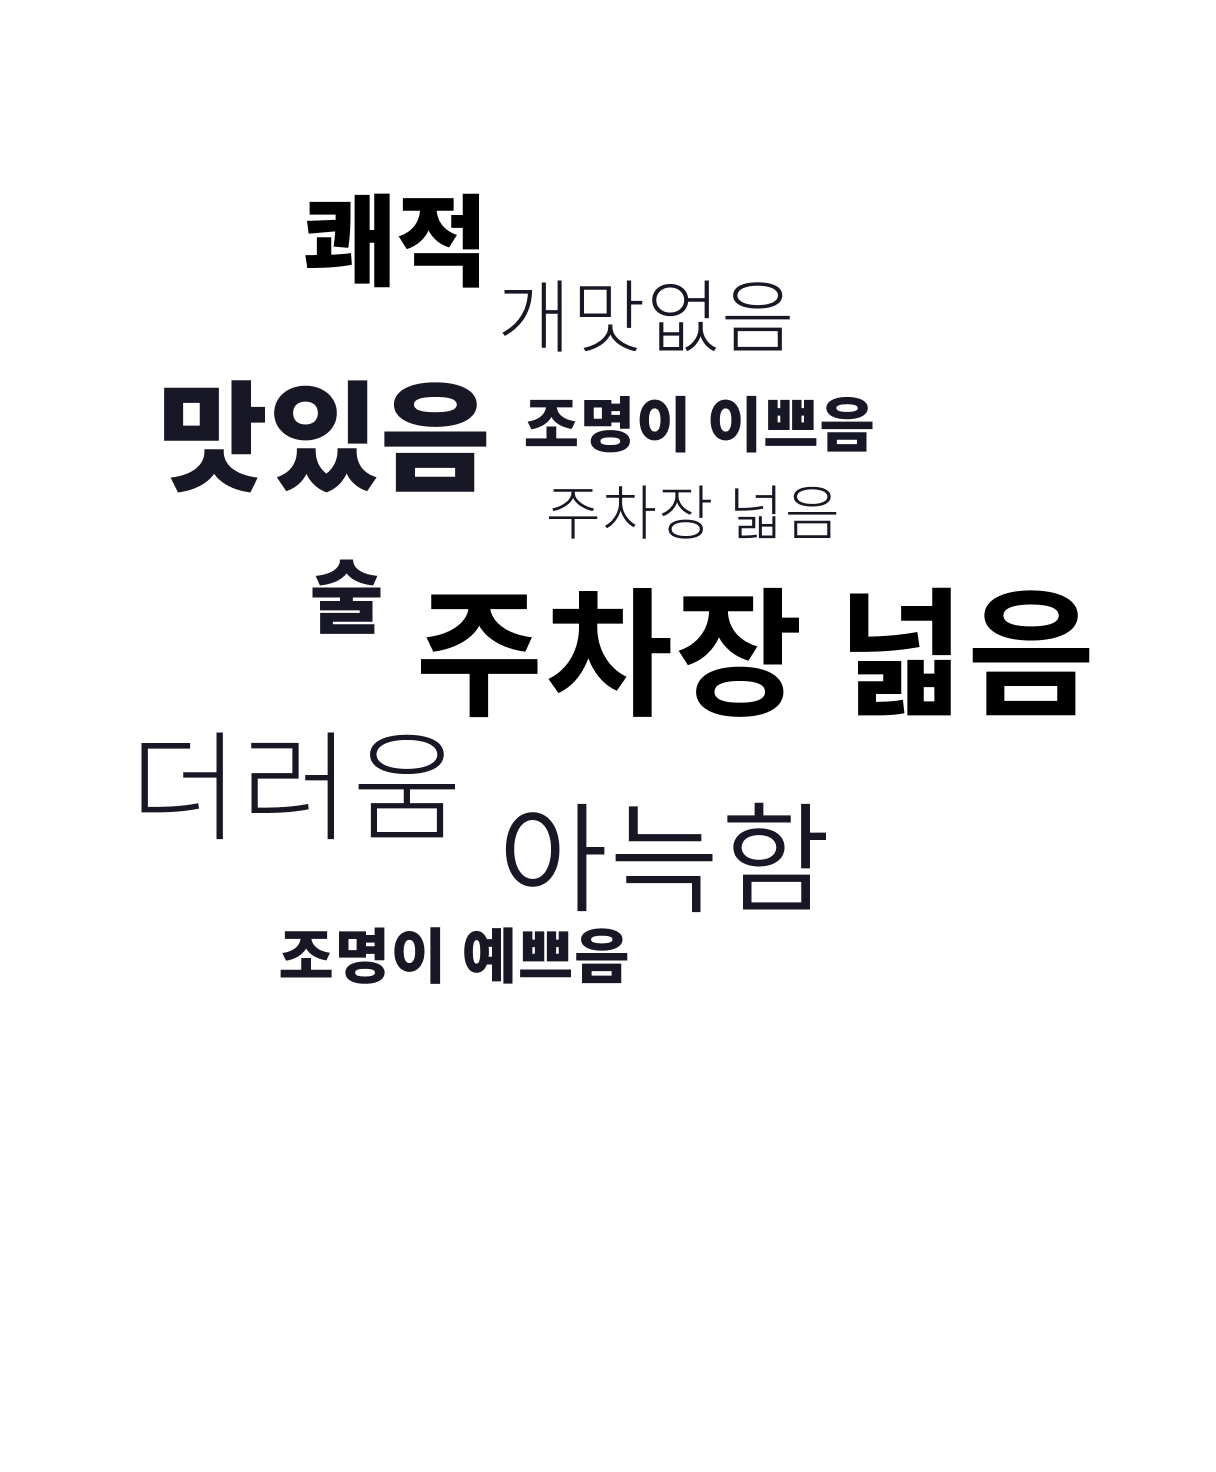 쾌적
개맛없음
맛있음 조명이 이쁘음
주차장 넓음
술
주차장 넓음
더러움
아늑함
조명이 예쁘음